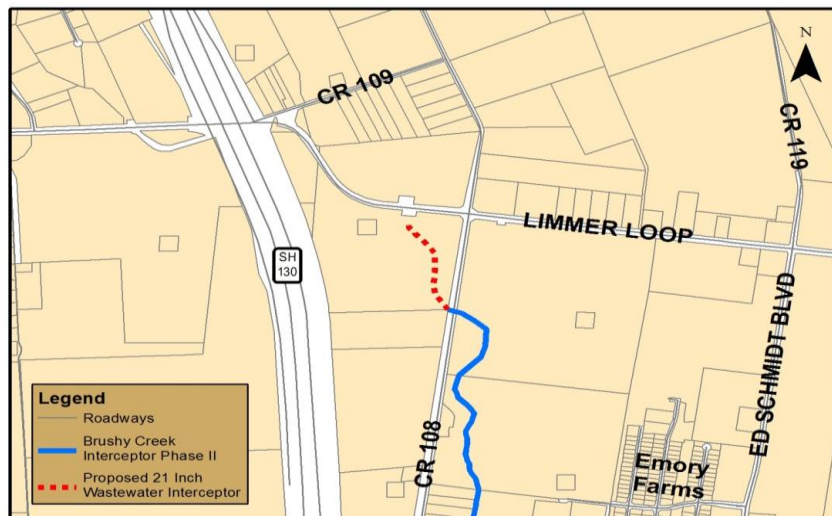 N
CR 109
CR 119
LIMMER LOOP
SH
130
ED SCHMIDT BLVD
CR 108
Emory
Farms
Legend
Roadways
Brushy Creek
Interceptor Phase II
Proposed 21 Inch
Wastewater Interceptor